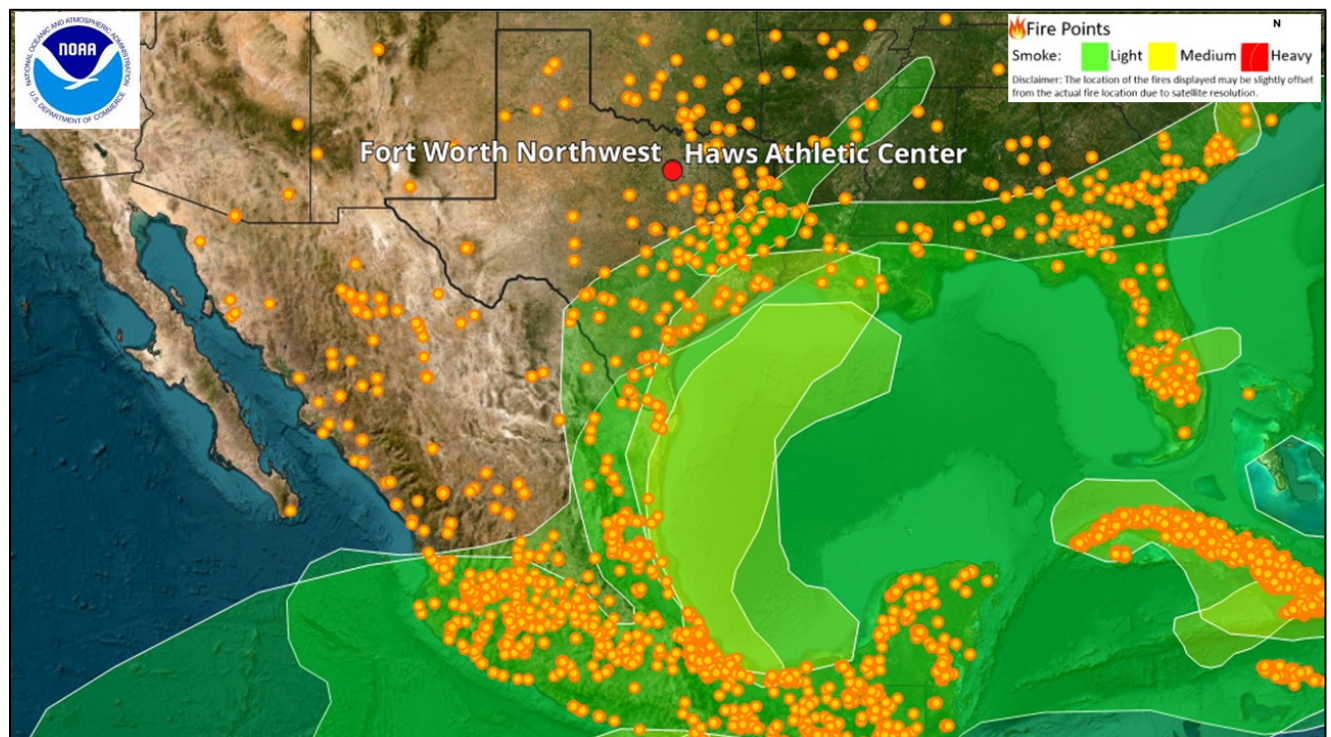 NATIONAL OCEANIC AND ATMOSPHERIC ADMINISTRATION
NOAA
U.S. DEPARTMENT OF COMMERCE
Fire Points
N
Smoke: Light Medium Heavy
Disclaimer: The location of the fires displayed may be slightly offset
from the actual fire location due to satellite resolution.
Fort Worth Northwest Haws Athletic Center